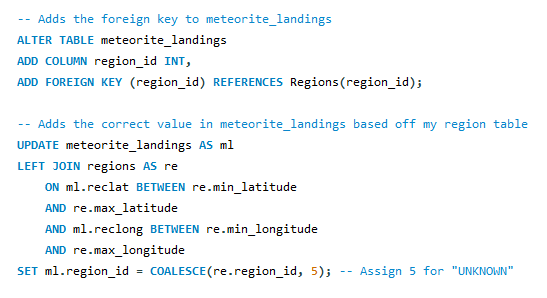 -- Adds the foreign key to meteorite_landings
ALTER TABLE meteorite_landings
ADD COLUMN region_id INT,
ADD FOREIGN KEY (region_id) REFERENCES Regions(region_id);

-- Adds the correct value in meteorite_landings based off my region table
UPDATE meteorite_landings AS ml
LEFT JOIN regions AS re
    ON ml.reclat BETWEEN re.min_latitude
    AND re.max_latitude
    AND ml.reclong BETWEEN re.min_longitude
    AND re.max_longitude
SET ml.region_id = COALESCE(re.region_id, 5); -- Assign 5 for "UNKNOWN"